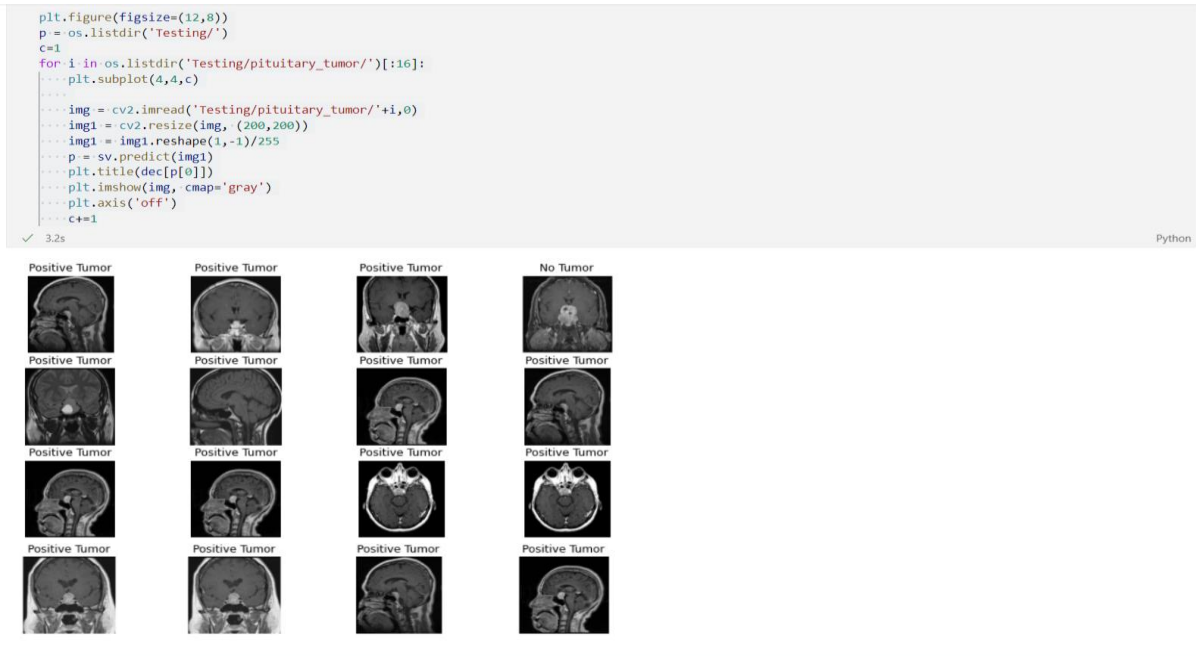 plt.figure(figsize=(12,8))
p = os.listdir('Testing/')
c=1
for i in os.listdir('Testing/pituitary_tumor/')[:16]:
    plt.subplot(4,4,c)
    img = cv2.imread('Testing/pituitary_tumor/'+i,0)
    img1 = cv2.resize(img, (200,200))
    img1 = img1.reshape(1,-1)/255
    p = sv.predict(img1)
    plt.title(dec[p[0]])
    plt.imshow(img, cmap='gray')
    plt.axis('off')
    c+=1
3.2s Python
Positive Tumor Positive Tumor Positive Tumor No Tumor
Positive Tumor Positive Tumor Positive Tumor Positive Tumor
Positive Tumor Positive Tumor Positive Tumor Positive Tumor
Positive Tumor Positive Tumor Positive Tumor Positive Tumor